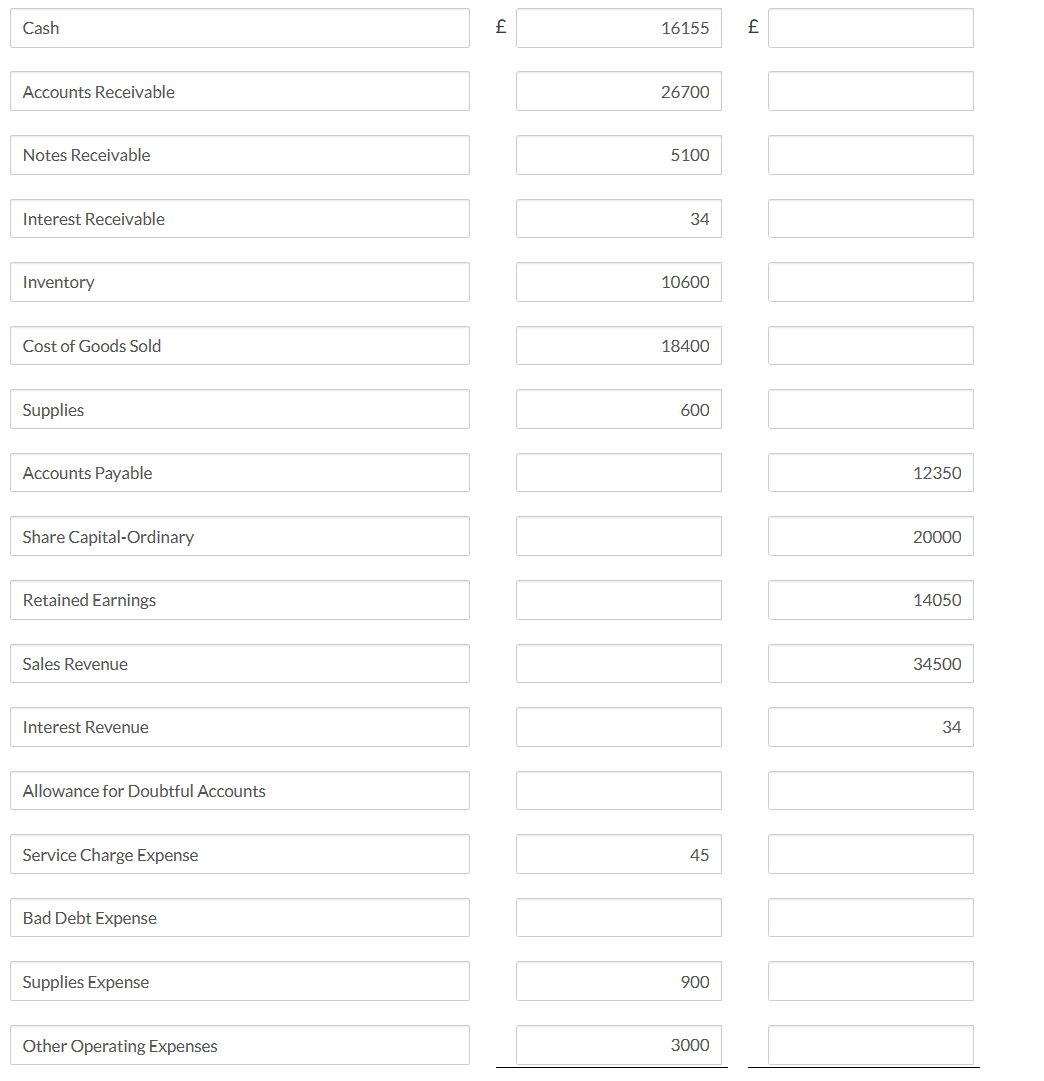 Cash £ 16155 £
Accounts Receivable 26700
Notes Receivable 5100
Interest Receivable 34
Inventory 10600
Cost of Goods Sold 18400
Supplies 600
Accounts Payable 12350
Share Capital-Ordinary 20000
Retained Earnings 14050
Sales Revenue 34500
Interest Revenue 34
Allowance for Doubtful Accounts
Service Charge Expense 45
Bad Debt Expense
Supplies Expense 900
Other Operating Expenses 3000